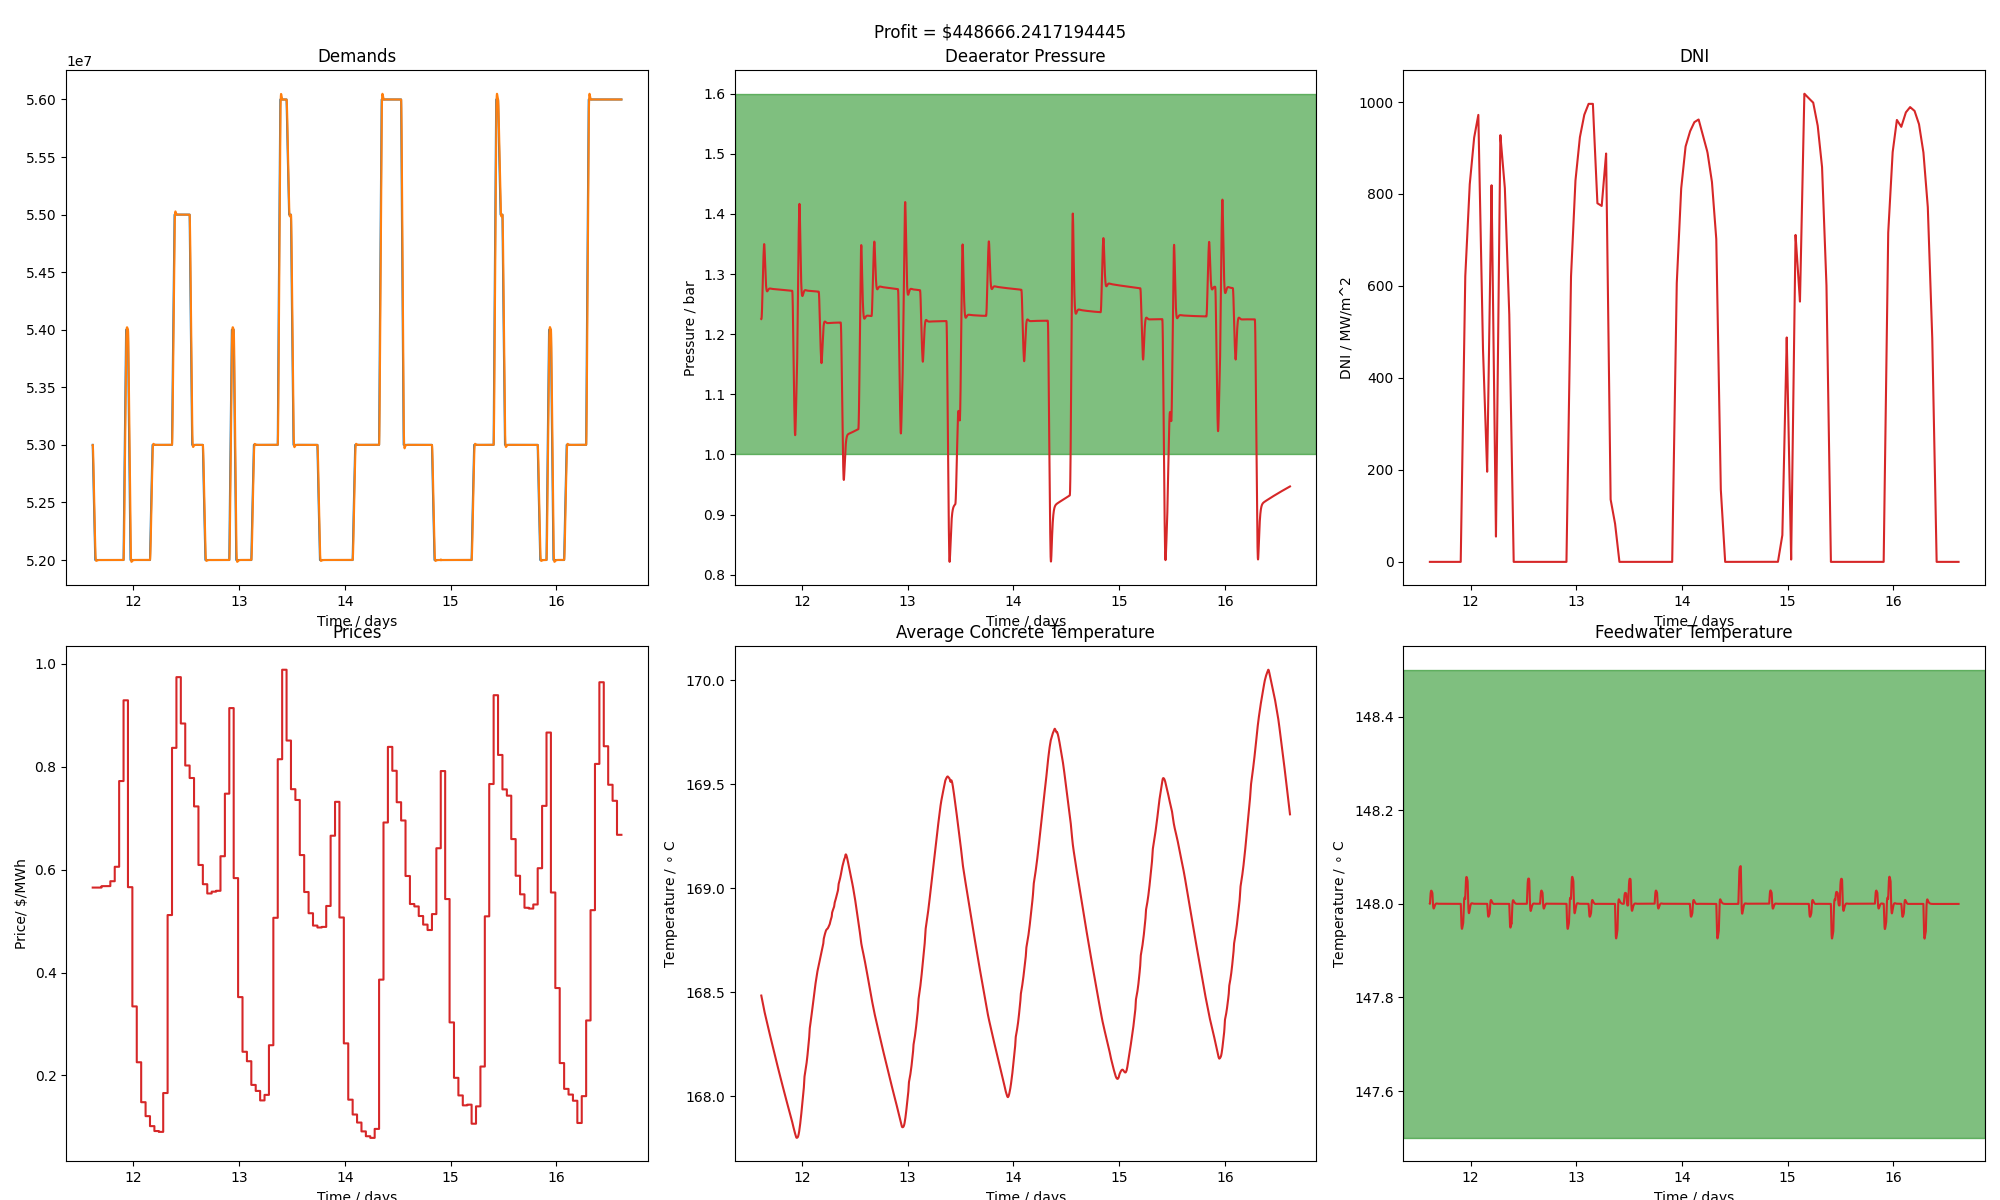 Profit = $448666.2417194445
Demands
1e7
5.60
5.55
5.50
5.45
5.40
5.35
5.30
5.25
5.20
12 13 14 15 16
Time / days
Deaerator Pressure
Pressure / bar
1.6
1.5
1.4
1.3
1.2
1.1
1.0
0.9
0.8
12 13 14 15 16
Time / days
DNI
DNI / MW/m^2
1000
800
600
400
200
0
12 13 14 15 16
Time / days
Prices
Price/ $/MWh
1.0
0.8
0.6
0.4
0.2
12 13 14 15 16
Time / days
Average Concrete Temperature
Temperature / ∘ C
170.0
169.5
169.0
168.5
168.0
12 13 14 15 16
Time / days
Feedwater Temperature
Temperature / ∘ C
148.4
148.2
148.0
147.8
147.6
12 13 14 15 16
Time / days